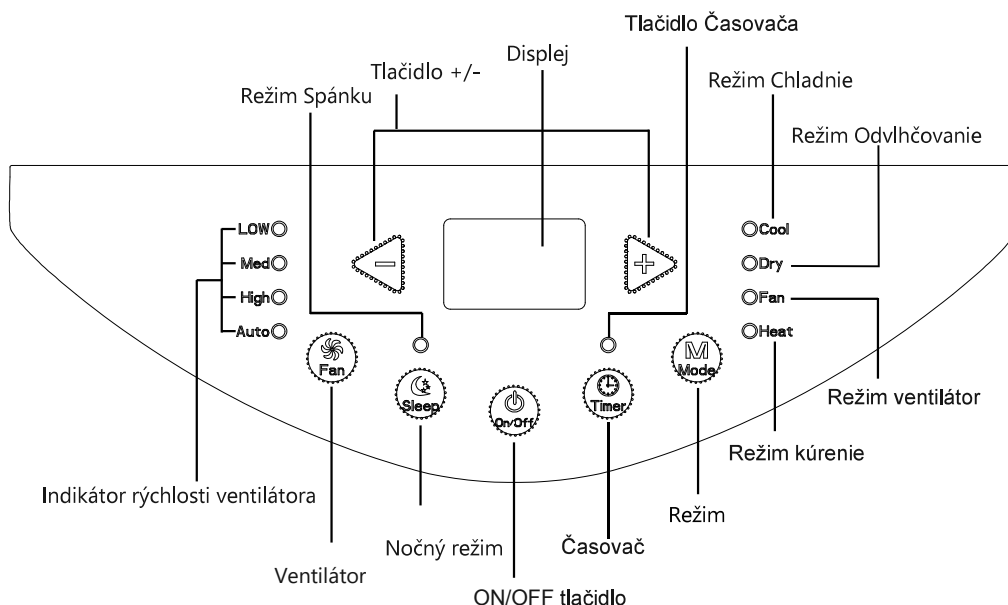 Tlačidlo Časovača
Displej
Tlačidlo +/-
Režim Chladnie
Režim Spánku
Režim Odvlhčovanie
LOW
Cool
Med
Dry
High
Fan
Auto
Heat
Fan
M
Mode
Sleep
Timer
On/Off
Režim ventilátor
Režim kúrenie
Indikátor rýchlosti ventilátora
Režim
Nočný režim
Časovač
Ventilátor
ON/OFF tlačidlo